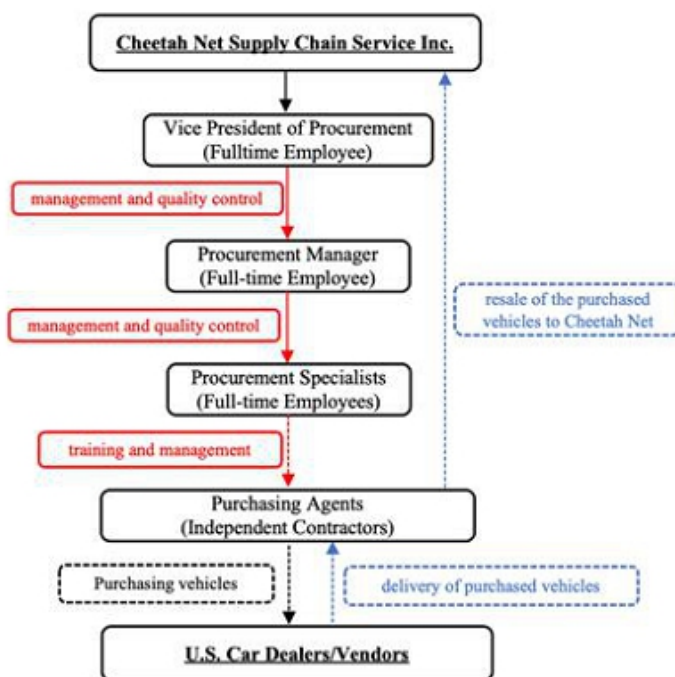 Cheetah Net Supply Chain Service Inc.
Vice President of Procurement
(Fulltime Employee)
management and quality control
Procurement Manager
(Full-time Employee)
resale of the purchased
vehicles to Cheetah Net
management and quality control
Procurement Specialists
(Full-time Employees)
training and management
Purchasing Agents
(Independent Contractors)
Purchasing vehicles
delivery of purchased vehicles
U.S. Car Dealers/Vendors